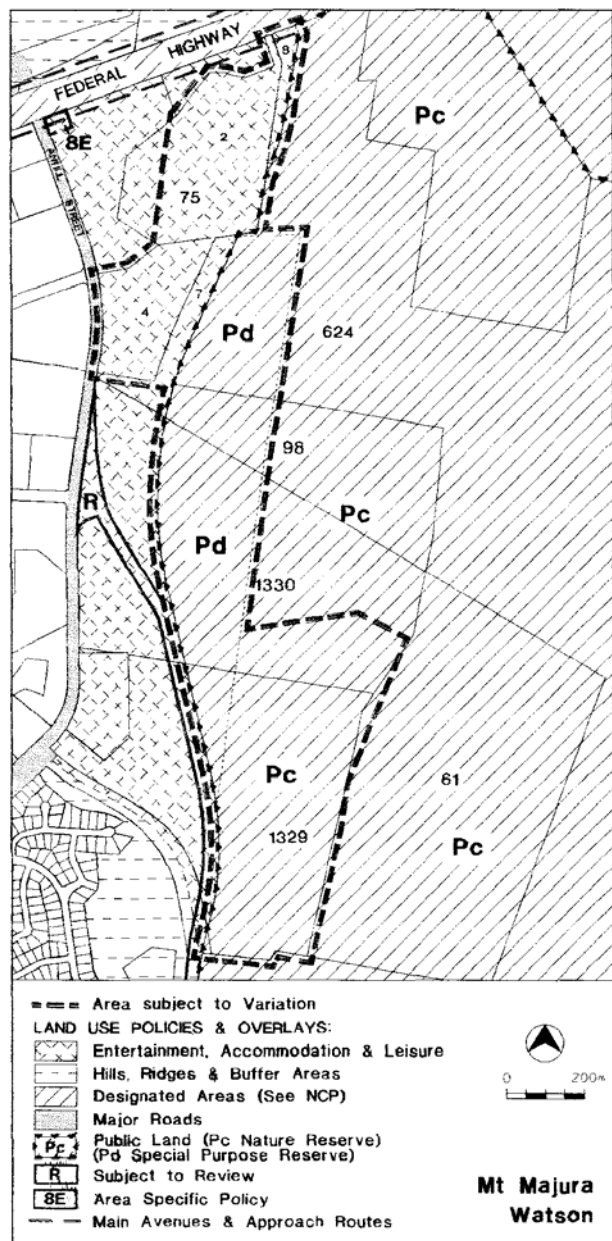 FEDERAL HIGHWAY
8
Pc
8E
2
ANTILL STREET
75
7
4
Pd
624
98
R
Pc
Pd
1330
Pc
61
1329
Pc
Area subject to Variation
LAND USE POLICIES & OVERLAYS:
Entertainment, Accommodation & Leisure
Hills, Ridges & Buffer Areas
0 200m
Designated Areas (See NCP)
Major Roads
Pc Public Land (Pc Nature Reserve)
(Pd Special Purpose Reserve)
R Subject to Review
8E Area Specific Policy
Main Avenues & Approach Routes
Mt Majura
Watson